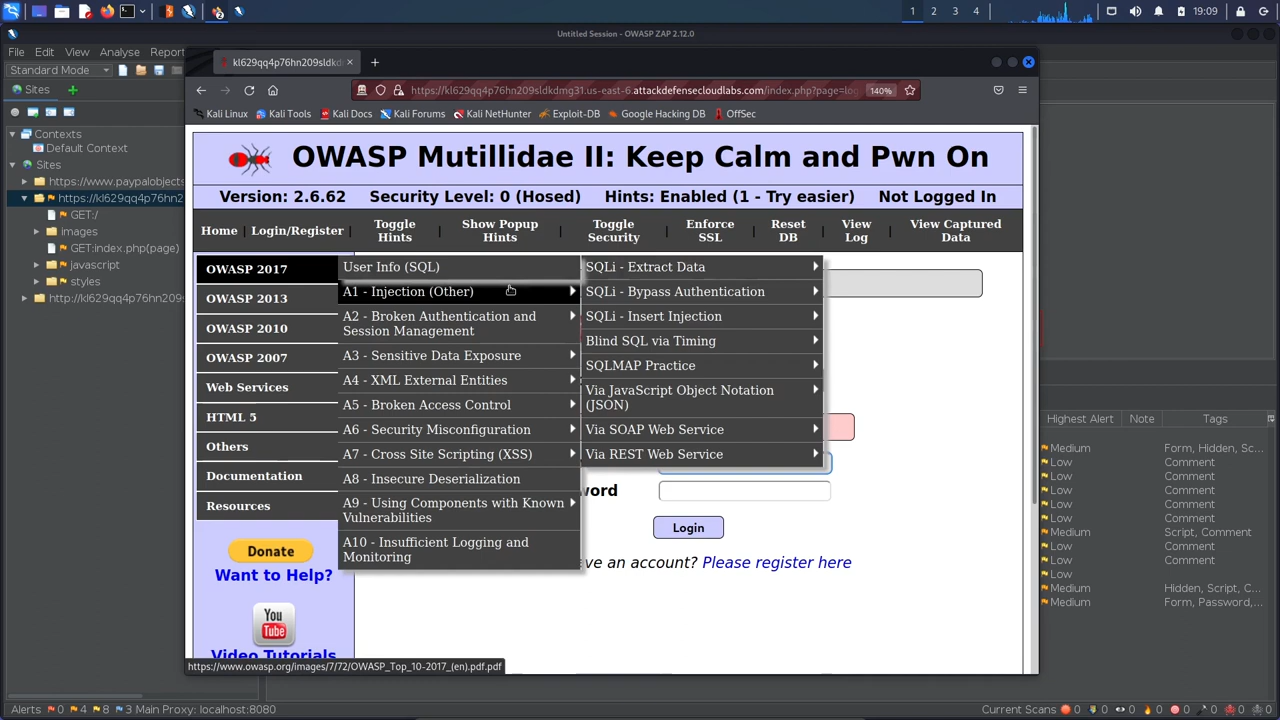 1 2 3 4 19:09
Untitled Session - OWASP ZAP 2.12.0
File Edit View Analyse Report
Standard Mode
Sites
Contexts
Default Context
Sites
https://www.paypalobjects
https://kl629qq4p76hn2
GET:/
images
GET:index.php(page)
javascript
styles
http://kl629qq4p76hn209
kl629qq4p76hn209sldkdm
https://kl629qq4p76hn209sldkdmg31.us-east-6.attackdefensecloudlabs.com/index.php?page=lo 140%
Kali Linux Kali Tools Kali Docs Kali Forums Kali NetHunter Exploit-DB Google Hacking DB OffSec
OWASP Mutillidae II: Keep Calm and Pwn On
Version: 2.6.62 Security Level: 0 (Hosed) Hints: Enabled (1 - Try easier) Not Logged In
Home | Login/Register | Toggle Hints | Show Popup Hints | Toggle Security | Enforce SSL | Reset DB | View Log | View Captured Data
OWASP 2017
OWASP 2013
OWASP 2010
OWASP 2007
Web Services
HTML 5
Others
Documentation
Resources
Donate
Want to Help?
You
Tube
Video Tutorials
User Info (SQL)
A1 - Injection (Other)
A2 - Broken Authentication and
Session Management
A3 - Sensitive Data Exposure
A4 - XML External Entities
A5 - Broken Access Control
A6 - Security Misconfiguration
A7 - Cross Site Scripting (XSS)
A8 - Insecure Deserialization
A9 - Using Components with Known
Vulnerabilities
A10 - Insufficient Logging and
Monitoring
SQLi - Extract Data
SQLi - Bypass Authentication
SQLi - Insert Injection
Blind SQL via Timing
SQLMAP Practice
Via JavaScript Object Notation
(JSON)
Via SOAP Web Service
Via REST Web Service
word
Login
ve an account? Please register here
https://www.owasp.org/images/7/72/OWASP_Top_10-2017_(en).pdf.pdf
Highest Alert Note Tags
Medium Form, Hidden, Sc
Low Comment
Low Comment
Low Comment
Low Comment
Low Comment
Medium Script, Comment
Low Comment
Low Comment
Low
Medium Hidden, Script, C
Medium Form, Password,...
Alerts 0 4 8 3 Main Proxy: localhost:8080
Current Scans 0 0 0 0 0 0 0 0